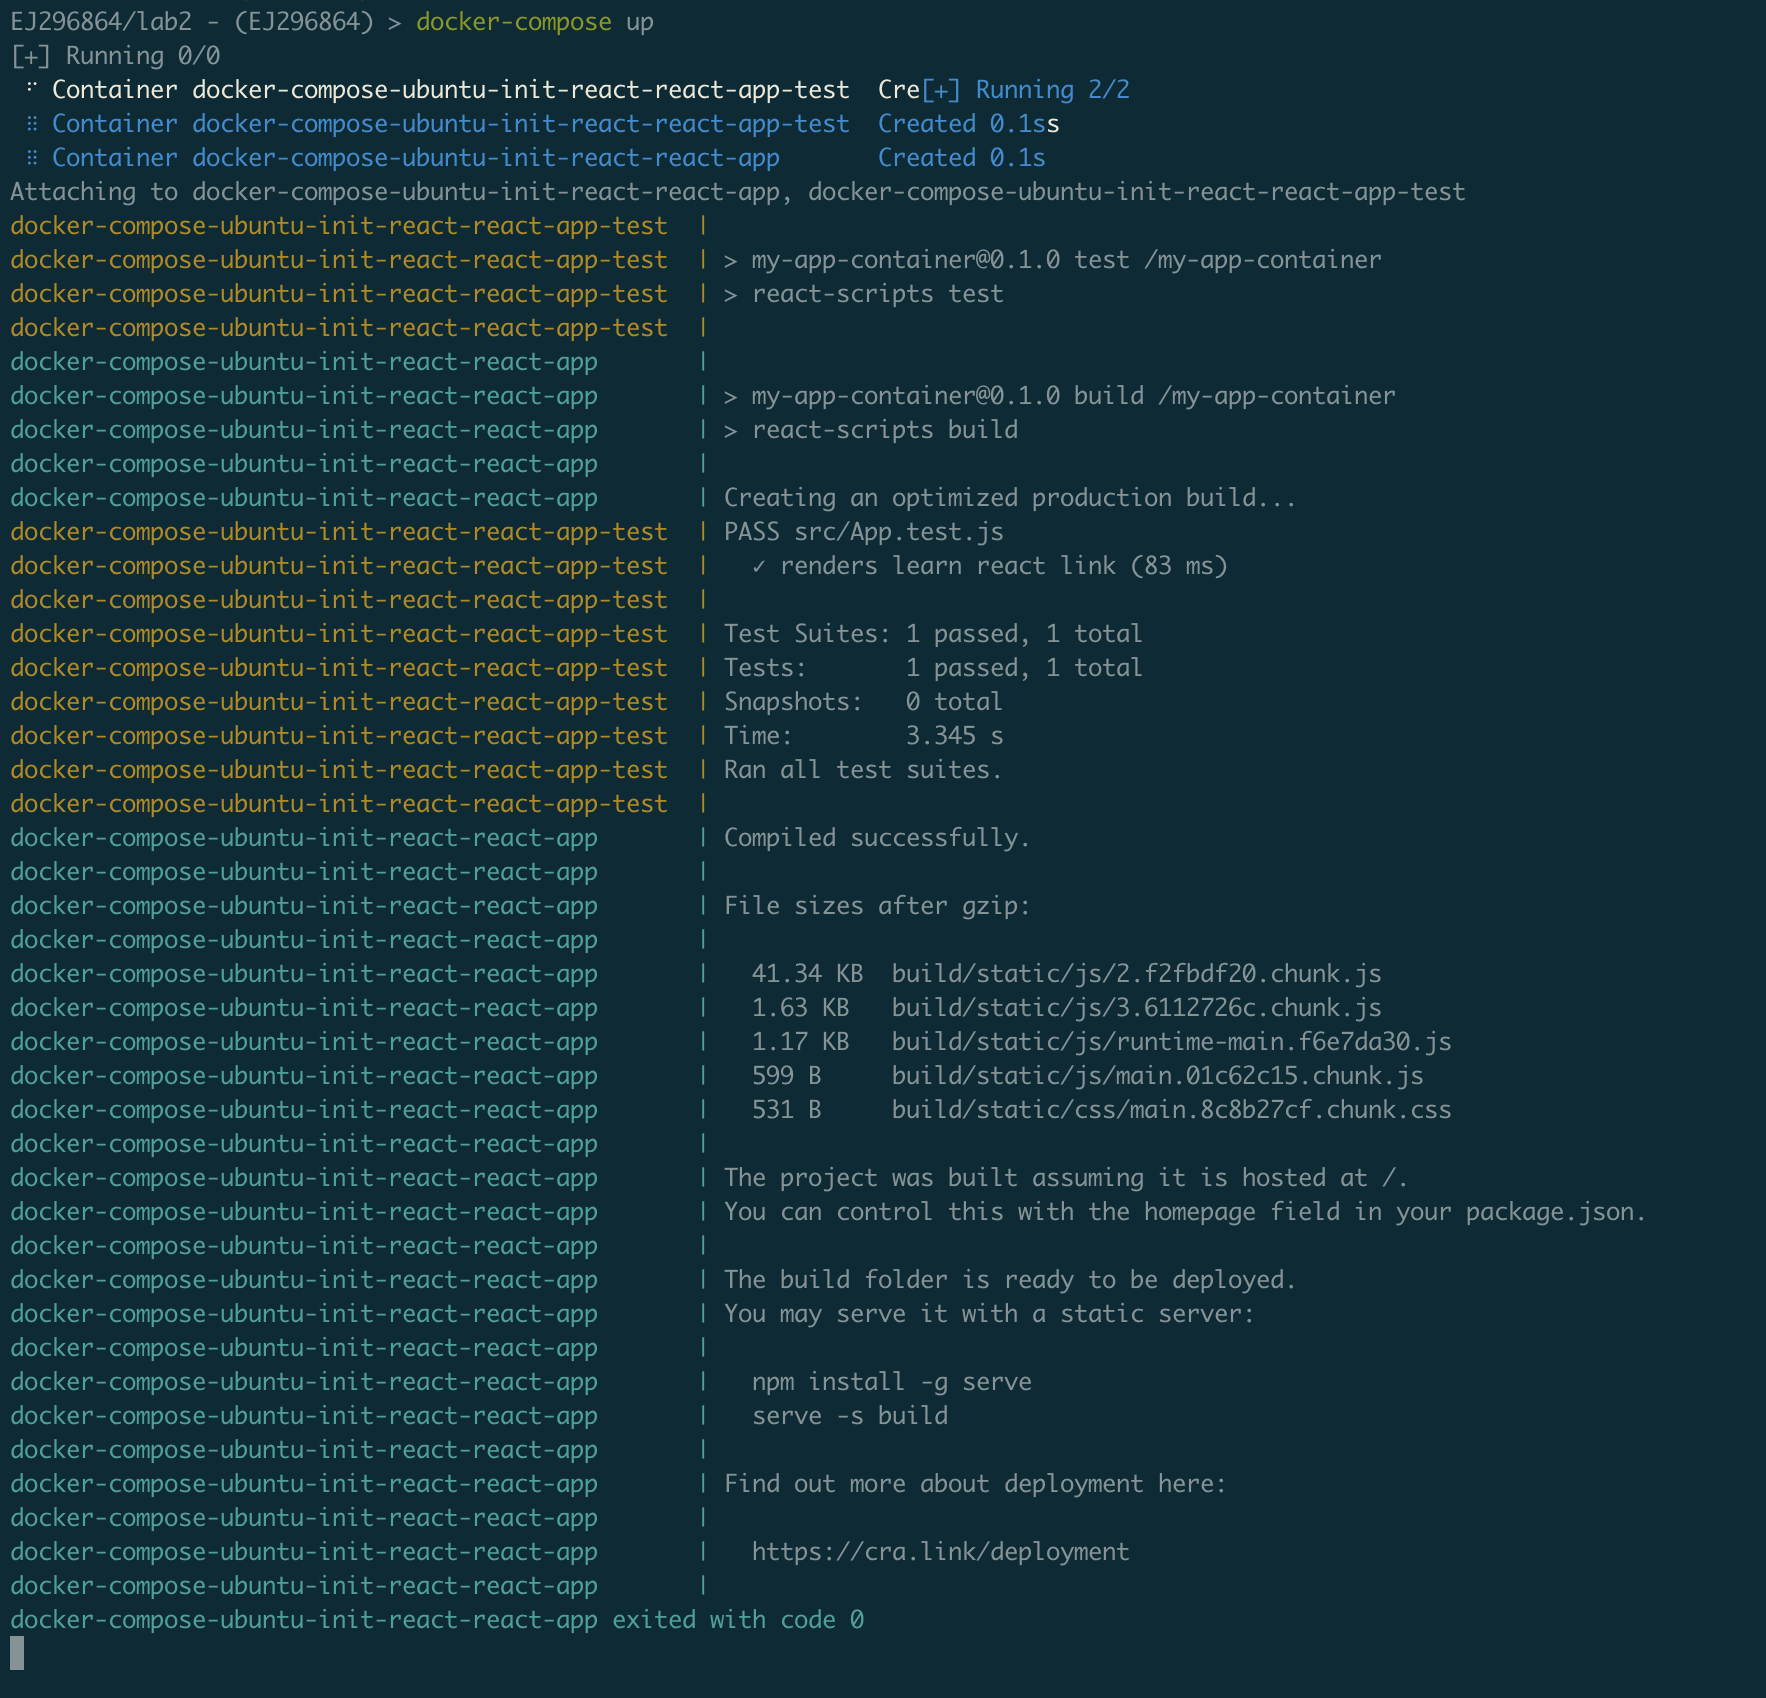 EJ296864/lab2 - (EJ296864) > docker-compose up
[+] Running 0/0
⠋ Container docker-compose-ubuntu-init-react-react-app-test  Cre[+] Running 2/2
⠿ Container docker-compose-ubuntu-init-react-react-app-test  Created 0.1ss
⠿ Container docker-compose-ubuntu-init-react-react-app       Created 0.1s
Attaching to docker-compose-ubuntu-init-react-react-app, docker-compose-ubuntu-init-react-react-app-test
docker-compose-ubuntu-init-react-react-app-test  |
docker-compose-ubuntu-init-react-react-app-test  | > my-app-container@0.1.0 test /my-app-container
docker-compose-ubuntu-init-react-react-app-test  | > react-scripts test
docker-compose-ubuntu-init-react-react-app-test  |
docker-compose-ubuntu-init-react-react-app       |
docker-compose-ubuntu-init-react-react-app       | > my-app-container@0.1.0 build /my-app-container
docker-compose-ubuntu-init-react-react-app       | > react-scripts build
docker-compose-ubuntu-init-react-react-app       |
docker-compose-ubuntu-init-react-react-app       | Creating an optimized production build...
docker-compose-ubuntu-init-react-react-app-test  | PASS src/App.test.js
docker-compose-ubuntu-init-react-react-app-test  |   ✓ renders learn react link (83 ms)
docker-compose-ubuntu-init-react-react-app-test  |
docker-compose-ubuntu-init-react-react-app-test  | Test Suites: 1 passed, 1 total
docker-compose-ubuntu-init-react-react-app-test  | Tests:       1 passed, 1 total
docker-compose-ubuntu-init-react-react-app-test  | Snapshots:   0 total
docker-compose-ubuntu-init-react-react-app-test  | Time:        3.345 s
docker-compose-ubuntu-init-react-react-app-test  | Ran all test suites.
docker-compose-ubuntu-init-react-react-app-test  |
docker-compose-ubuntu-init-react-react-app       | Compiled successfully.
docker-compose-ubuntu-init-react-react-app       |
docker-compose-ubuntu-init-react-react-app       | File sizes after gzip:
docker-compose-ubuntu-init-react-react-app       |
docker-compose-ubuntu-init-react-react-app       |   41.34 KB  build/static/js/2.f2fbdf20.chunk.js
docker-compose-ubuntu-init-react-react-app       |   1.63 KB   build/static/js/3.6112726c.chunk.js
docker-compose-ubuntu-init-react-react-app       |   1.17 KB   build/static/js/runtime-main.f6e7da30.js
docker-compose-ubuntu-init-react-react-app       |   599 B     build/static/js/main.01c62c15.chunk.js
docker-compose-ubuntu-init-react-react-app       |   531 B     build/static/css/main.8c8b27cf.chunk.css
docker-compose-ubuntu-init-react-react-app       |
docker-compose-ubuntu-init-react-react-app       | The project was built assuming it is hosted at /.
docker-compose-ubuntu-init-react-react-app       | You can control this with the homepage field in your package.json.
docker-compose-ubuntu-init-react-react-app       |
docker-compose-ubuntu-init-react-react-app       | The build folder is ready to be deployed.
docker-compose-ubuntu-init-react-react-app       | You may serve it with a static server:
docker-compose-ubuntu-init-react-react-app       |
docker-compose-ubuntu-init-react-react-app       |   npm install -g serve
docker-compose-ubuntu-init-react-react-app       |   serve -s build
docker-compose-ubuntu-init-react-react-app       |
docker-compose-ubuntu-init-react-react-app       | Find out more about deployment here:
docker-compose-ubuntu-init-react-react-app       |
docker-compose-ubuntu-init-react-react-app       |   https://cra.link/deployment
docker-compose-ubuntu-init-react-react-app       |
docker-compose-ubuntu-init-react-react-app exited with code 0